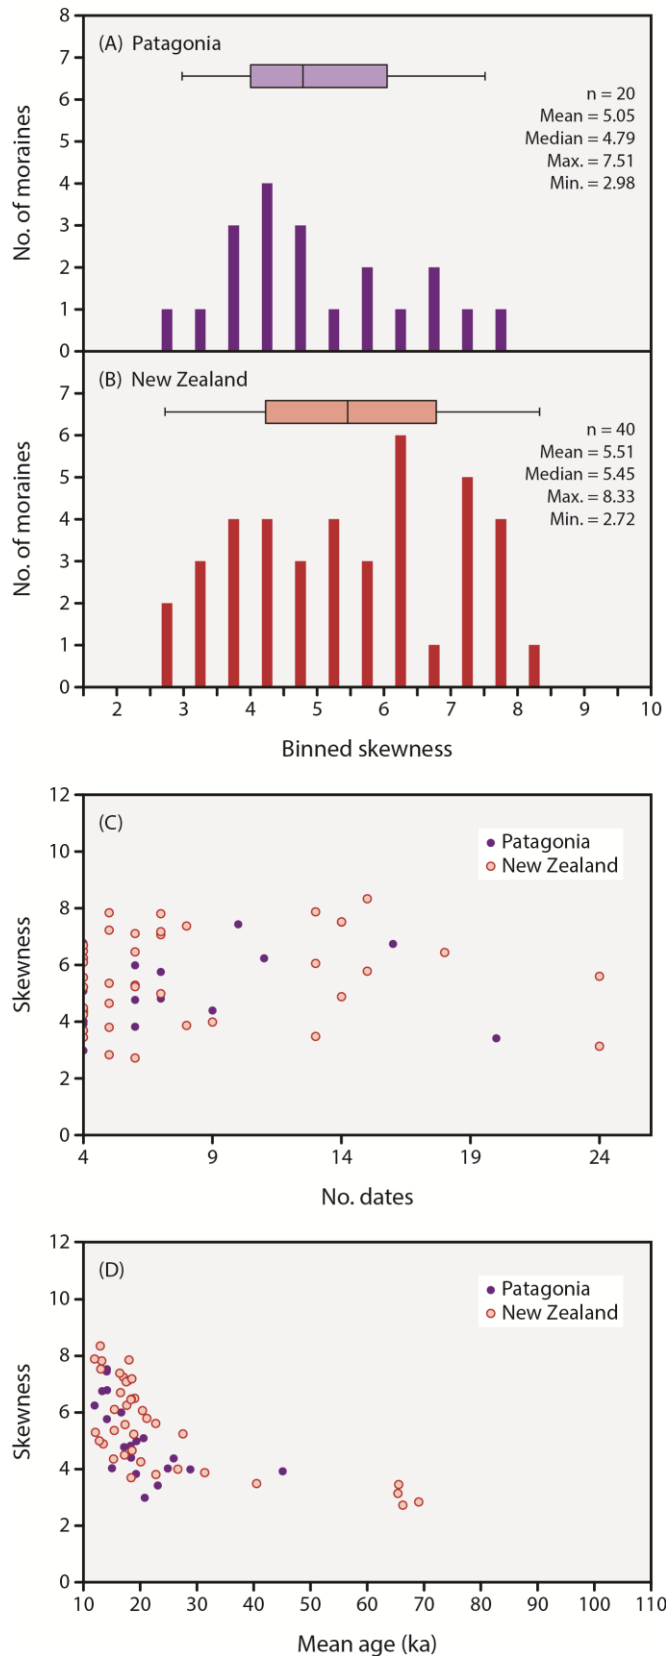 8
(A) Patagonia
7
6
5
4
3
2
1
0
No. of moraines
n = 20
Mean = 5.05
Median = 4.79
Max. = 7.51
Min. = 2.98
(B) New Zealand
7
6
5
4
3
2
1
0
No. of moraines
n = 40
Mean = 5.51
Median = 5.45
Max. = 8.33
Min. = 2.72
2 3 4 5 6 7 8 9 10
Binned skewness
12
10
8
6
4
2
0
Skewness
(C)
Patagonia
New Zealand
4 9 14 19 24
No. dates
12
10
8
6
4
2
0
Skewness
(D)
Patagonia
New Zealand
10 20 30 40 50 60 70 80 90 100 110
Mean age (ka)